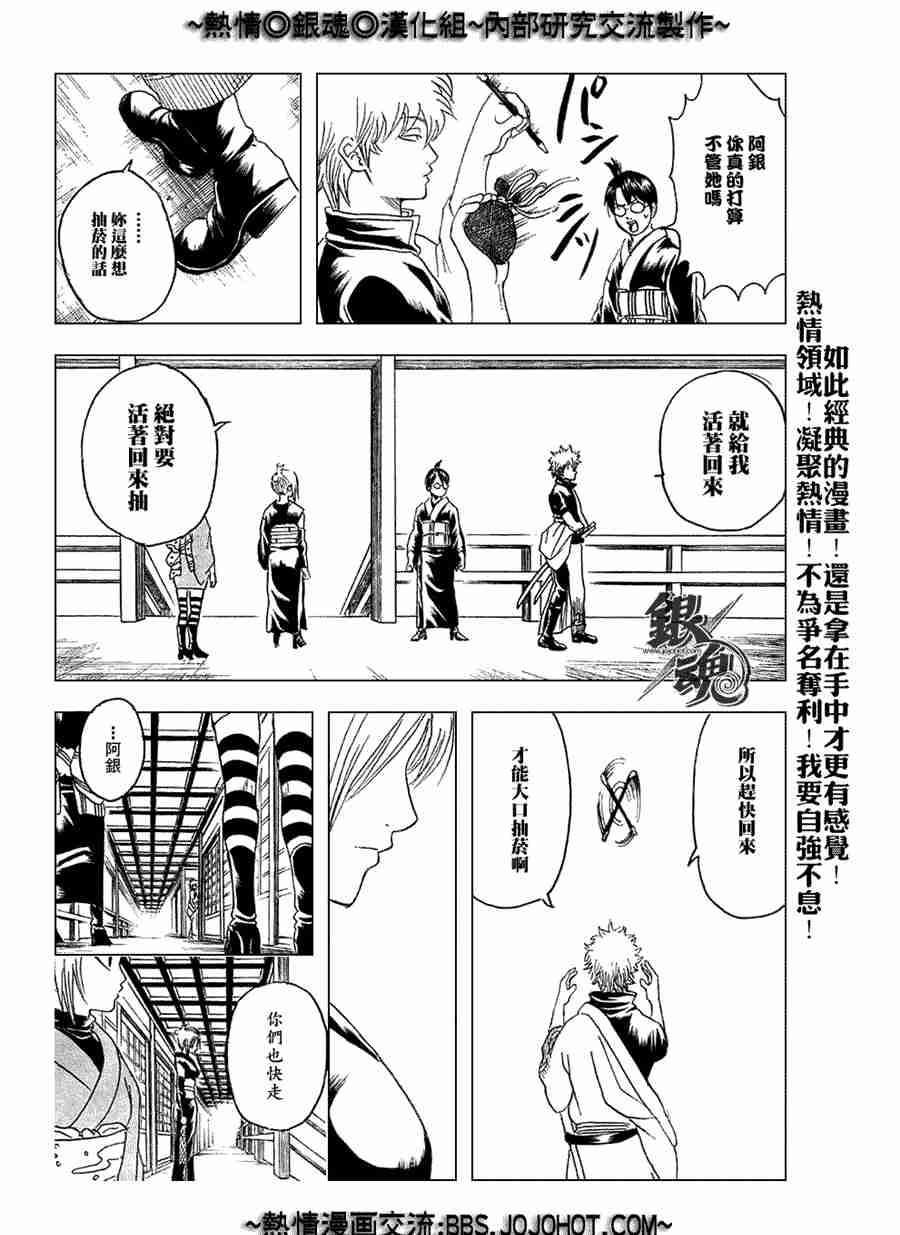 ~熱情◎銀魂◎漢化組~內部研究交流製作~
阿銀
你真的打算
不管她嗎
パン
……
妳這麼想
抽菸的話
就給我
活著回來
絕對要
活著回來抽
銀魂
www.jojohot.com
所以趕快回來
才能大口抽菸啊
…阿銀
你們也快走
如此經典的漫畫！還是拿在手中才更有感覺！
熱情領域！凝聚熱情！不為爭名奪利！我要自強不息！
~熱情漫画交流:BBS.JOJOHOT.COM~